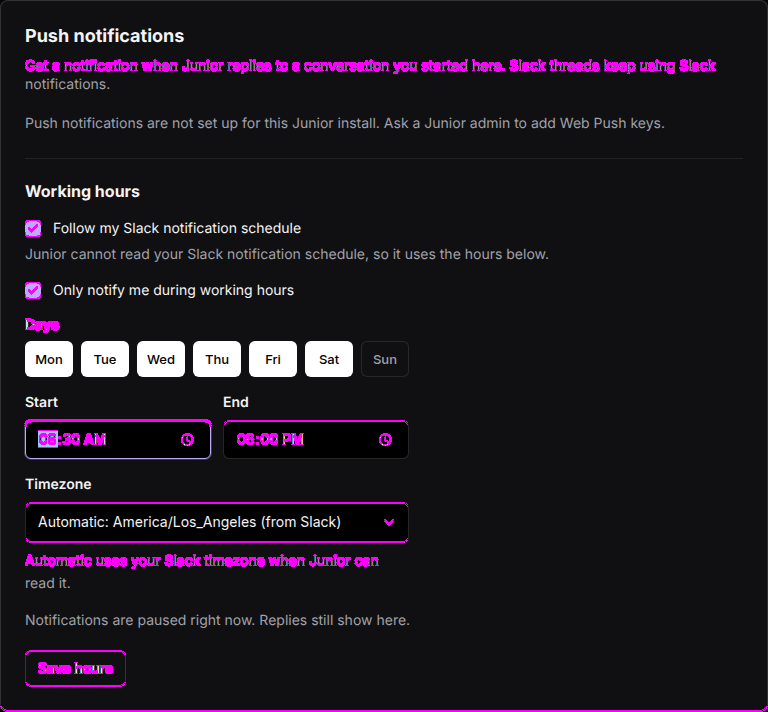 Push notifications
Get a notification when Junior replies to a conversation you started here. Slack threads keep using Slack
notifications.
Push notifications are not set up for this Junior install. Ask a Junior admin to add Web Push keys.
Working hours
Follow my Slack notification schedule
Junior cannot read your Slack notification schedule, so it uses the hours below.
Only notify me during working hours
Days
Mon Tue Wed Thu Fri Sat Sun
Start End
:30 AM :00 PM
Timezone
Automatic: America/Los_Angeles (from Slack)
Automatic uses your Slack timezone when Junior can
read it.
Notifications are paused right now. Replies still show here.
Save hours